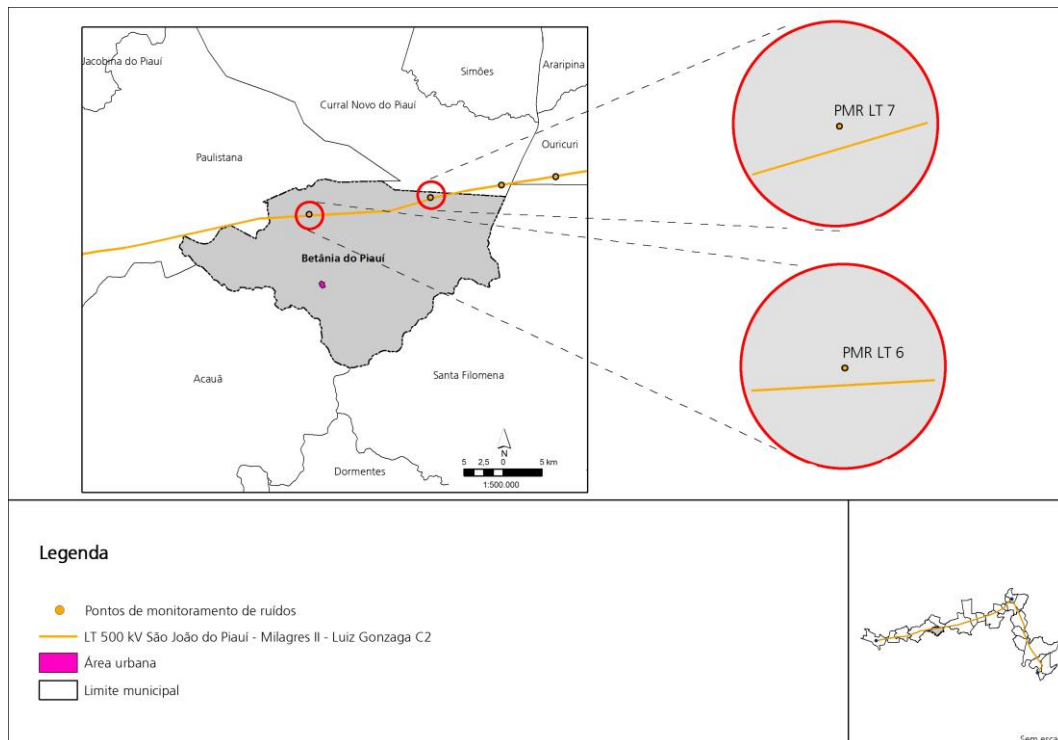 Jacobina do Piauí
Simões
Araripina
Curral Novo do Piauí
Ouricuri
Paulistana
Betânia do Piauí
Acauã
Santa Filomena
Dormentes
N
5 2,5 0 5 km
1:500.000
PMR LT 7
PMR LT 6
Legenda
Pontos de monitoramento de ruídos
LT 500 kV São João do Piauí - Milagres II - Luiz Gonzaga C2
Área urbana
Limite municipal
Sem